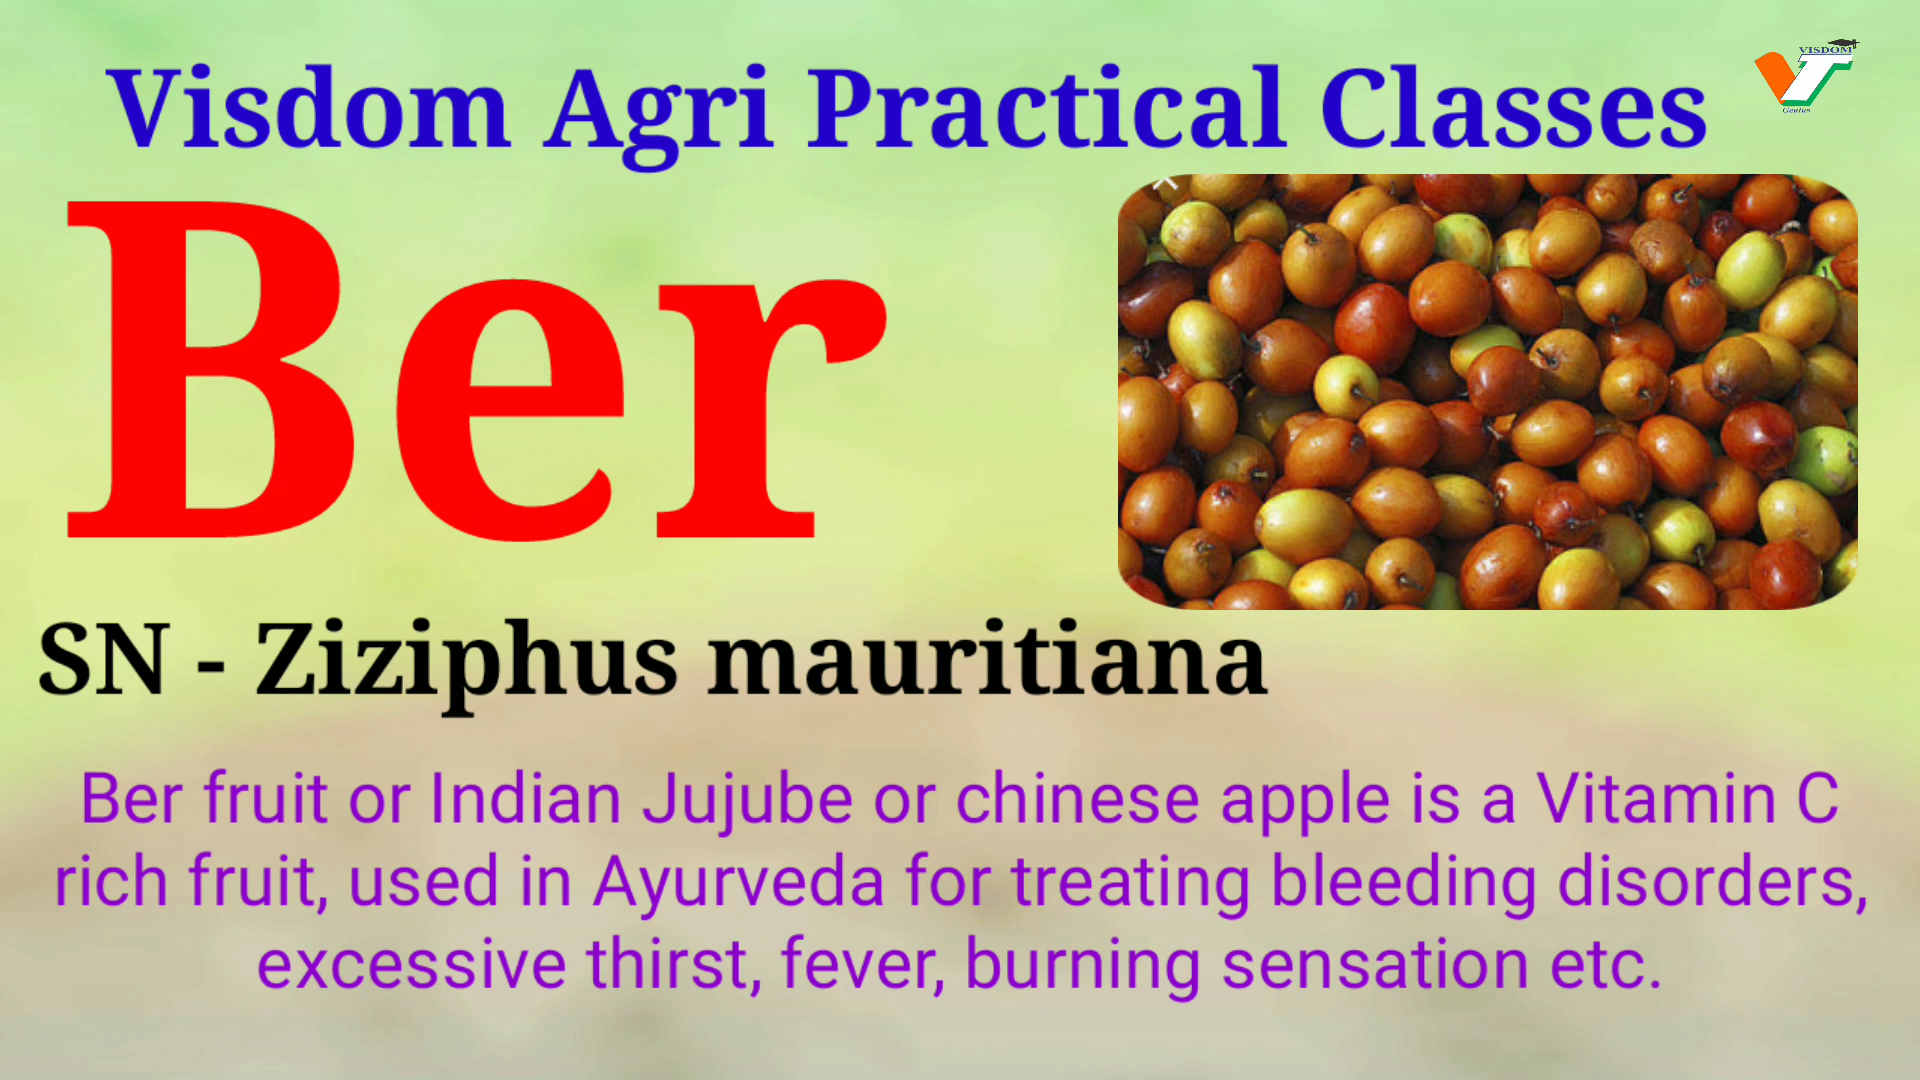 Visdom Agri Practical Classes
VISDOM
Genius
Ber
SN - Ziziphus mauritiana
Ber fruit or Indian Jujube or chinese apple is a Vitamin C
rich fruit, used in Ayurveda for treating bleeding disorders,
excessive thirst, fever, burning sensation etc.